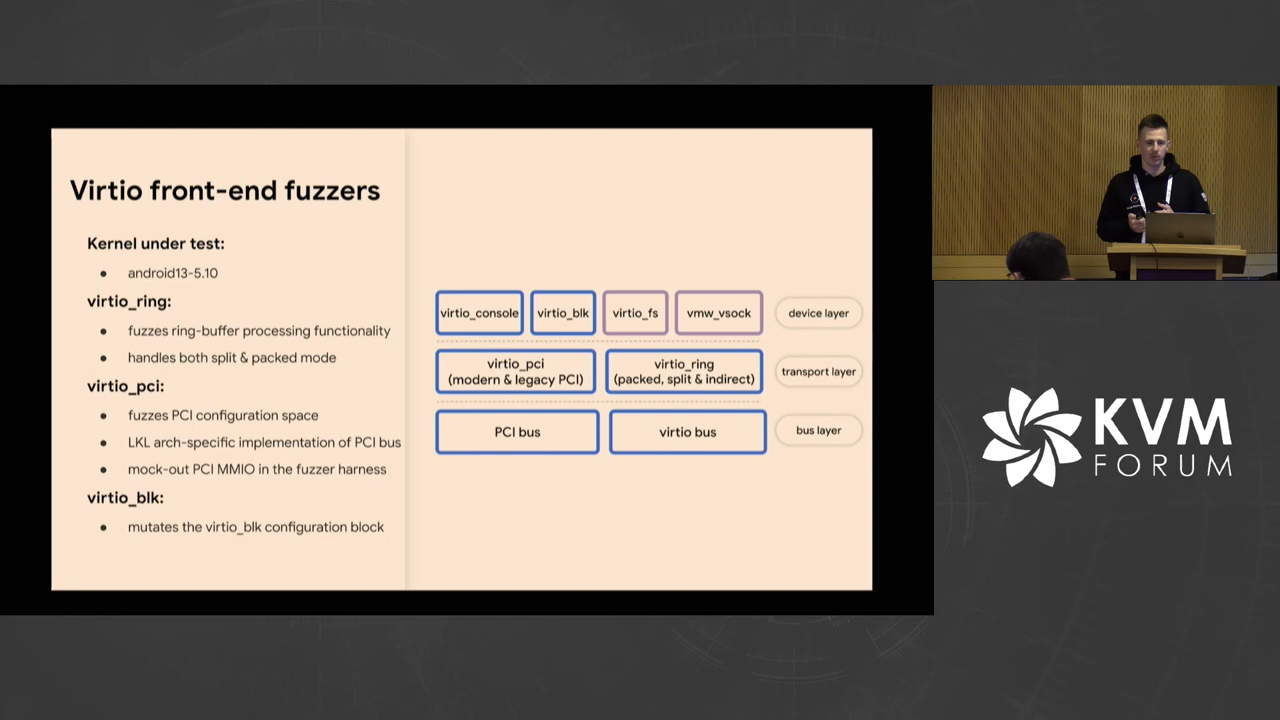 Virtio front-end fuzzers
Kernel under test:
● android13-5.10
virtio_ring:
● fuzzes ring-buffer processing functionality
● handles both split & packed mode
virtio_pci:
● fuzzes PCI configuration space
● LKL arch-specific implementation of PCI bus
● mock-out PCI MMIO in the fuzzer harness
virtio_blk:
● mutates the virtio_blk configuration block
virtio_console
virtio_blk
virtio_fs
vmw_vsock
device layer
virtio_pci
(modern & legacy PCI)
virtio_ring
(packed, split & indirect)
transport layer
PCI bus
virtio bus
bus layer
KVM
FORUM